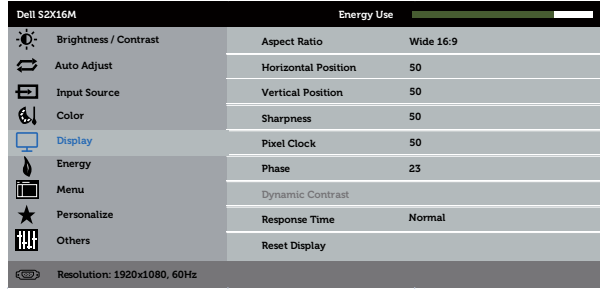 Dell S2X16M Energy Use
Brightness / Contrast
Auto Adjust
Input Source
Color
Display
Energy
Menu
Personalize
Others
Aspect Ratio Wide 16:9
Horizontal Position 50
Vertical Position 50
Sharpness 50
Pixel Clock 50
Phase 23
Dynamic Contrast
Response Time Normal
Reset Display
Resolution: 1920x1080, 60Hz